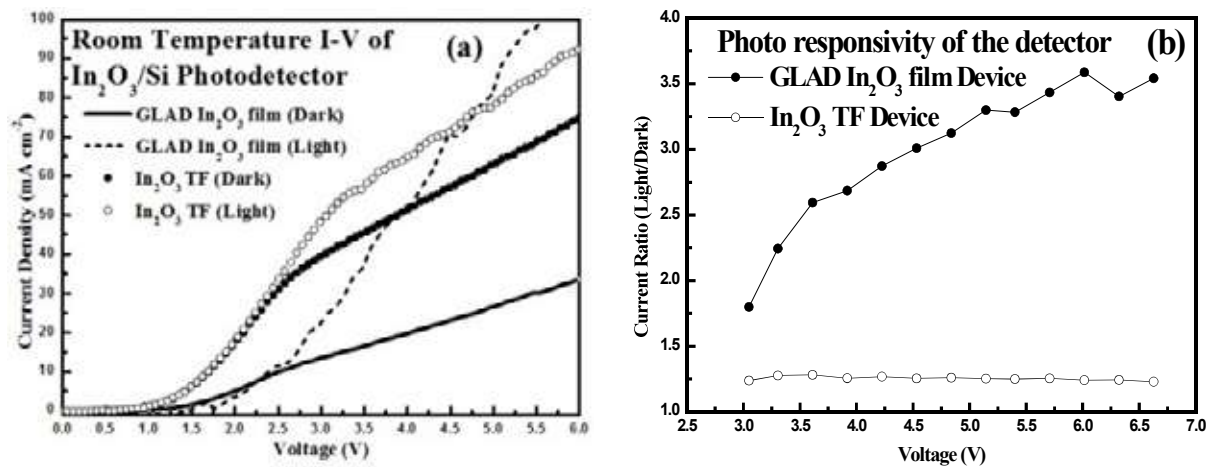 Room Temperature I-V of
In₂O₃/Si Photodetector
(a)
GLAD In₂O₃ film (Dark)
GLAD In₂O₃ film (Light)
In₂O₃ TF (Dark)
In₂O₃ TF (Light)
Current Density (mA cm⁻²)
100
90
80
70
60
50
40
30
20
10
0
0.0 0.5 1.0 1.5 2.0 2.5 3.0 3.5 4.0 4.5 5.0 5.5 6.0
Voltage (V)
Photo responsivity of the detector
(b)
GLAD In₂O₃ film Device
In₂O₃ TF Device
Current Ratio (Light/Dark)
4.0
3.5
3.0
2.5
2.0
1.5
1.0
2.5 3.0 3.5 4.0 4.5 5.0 5.5 6.0 6.5 7.0
Voltage (V)